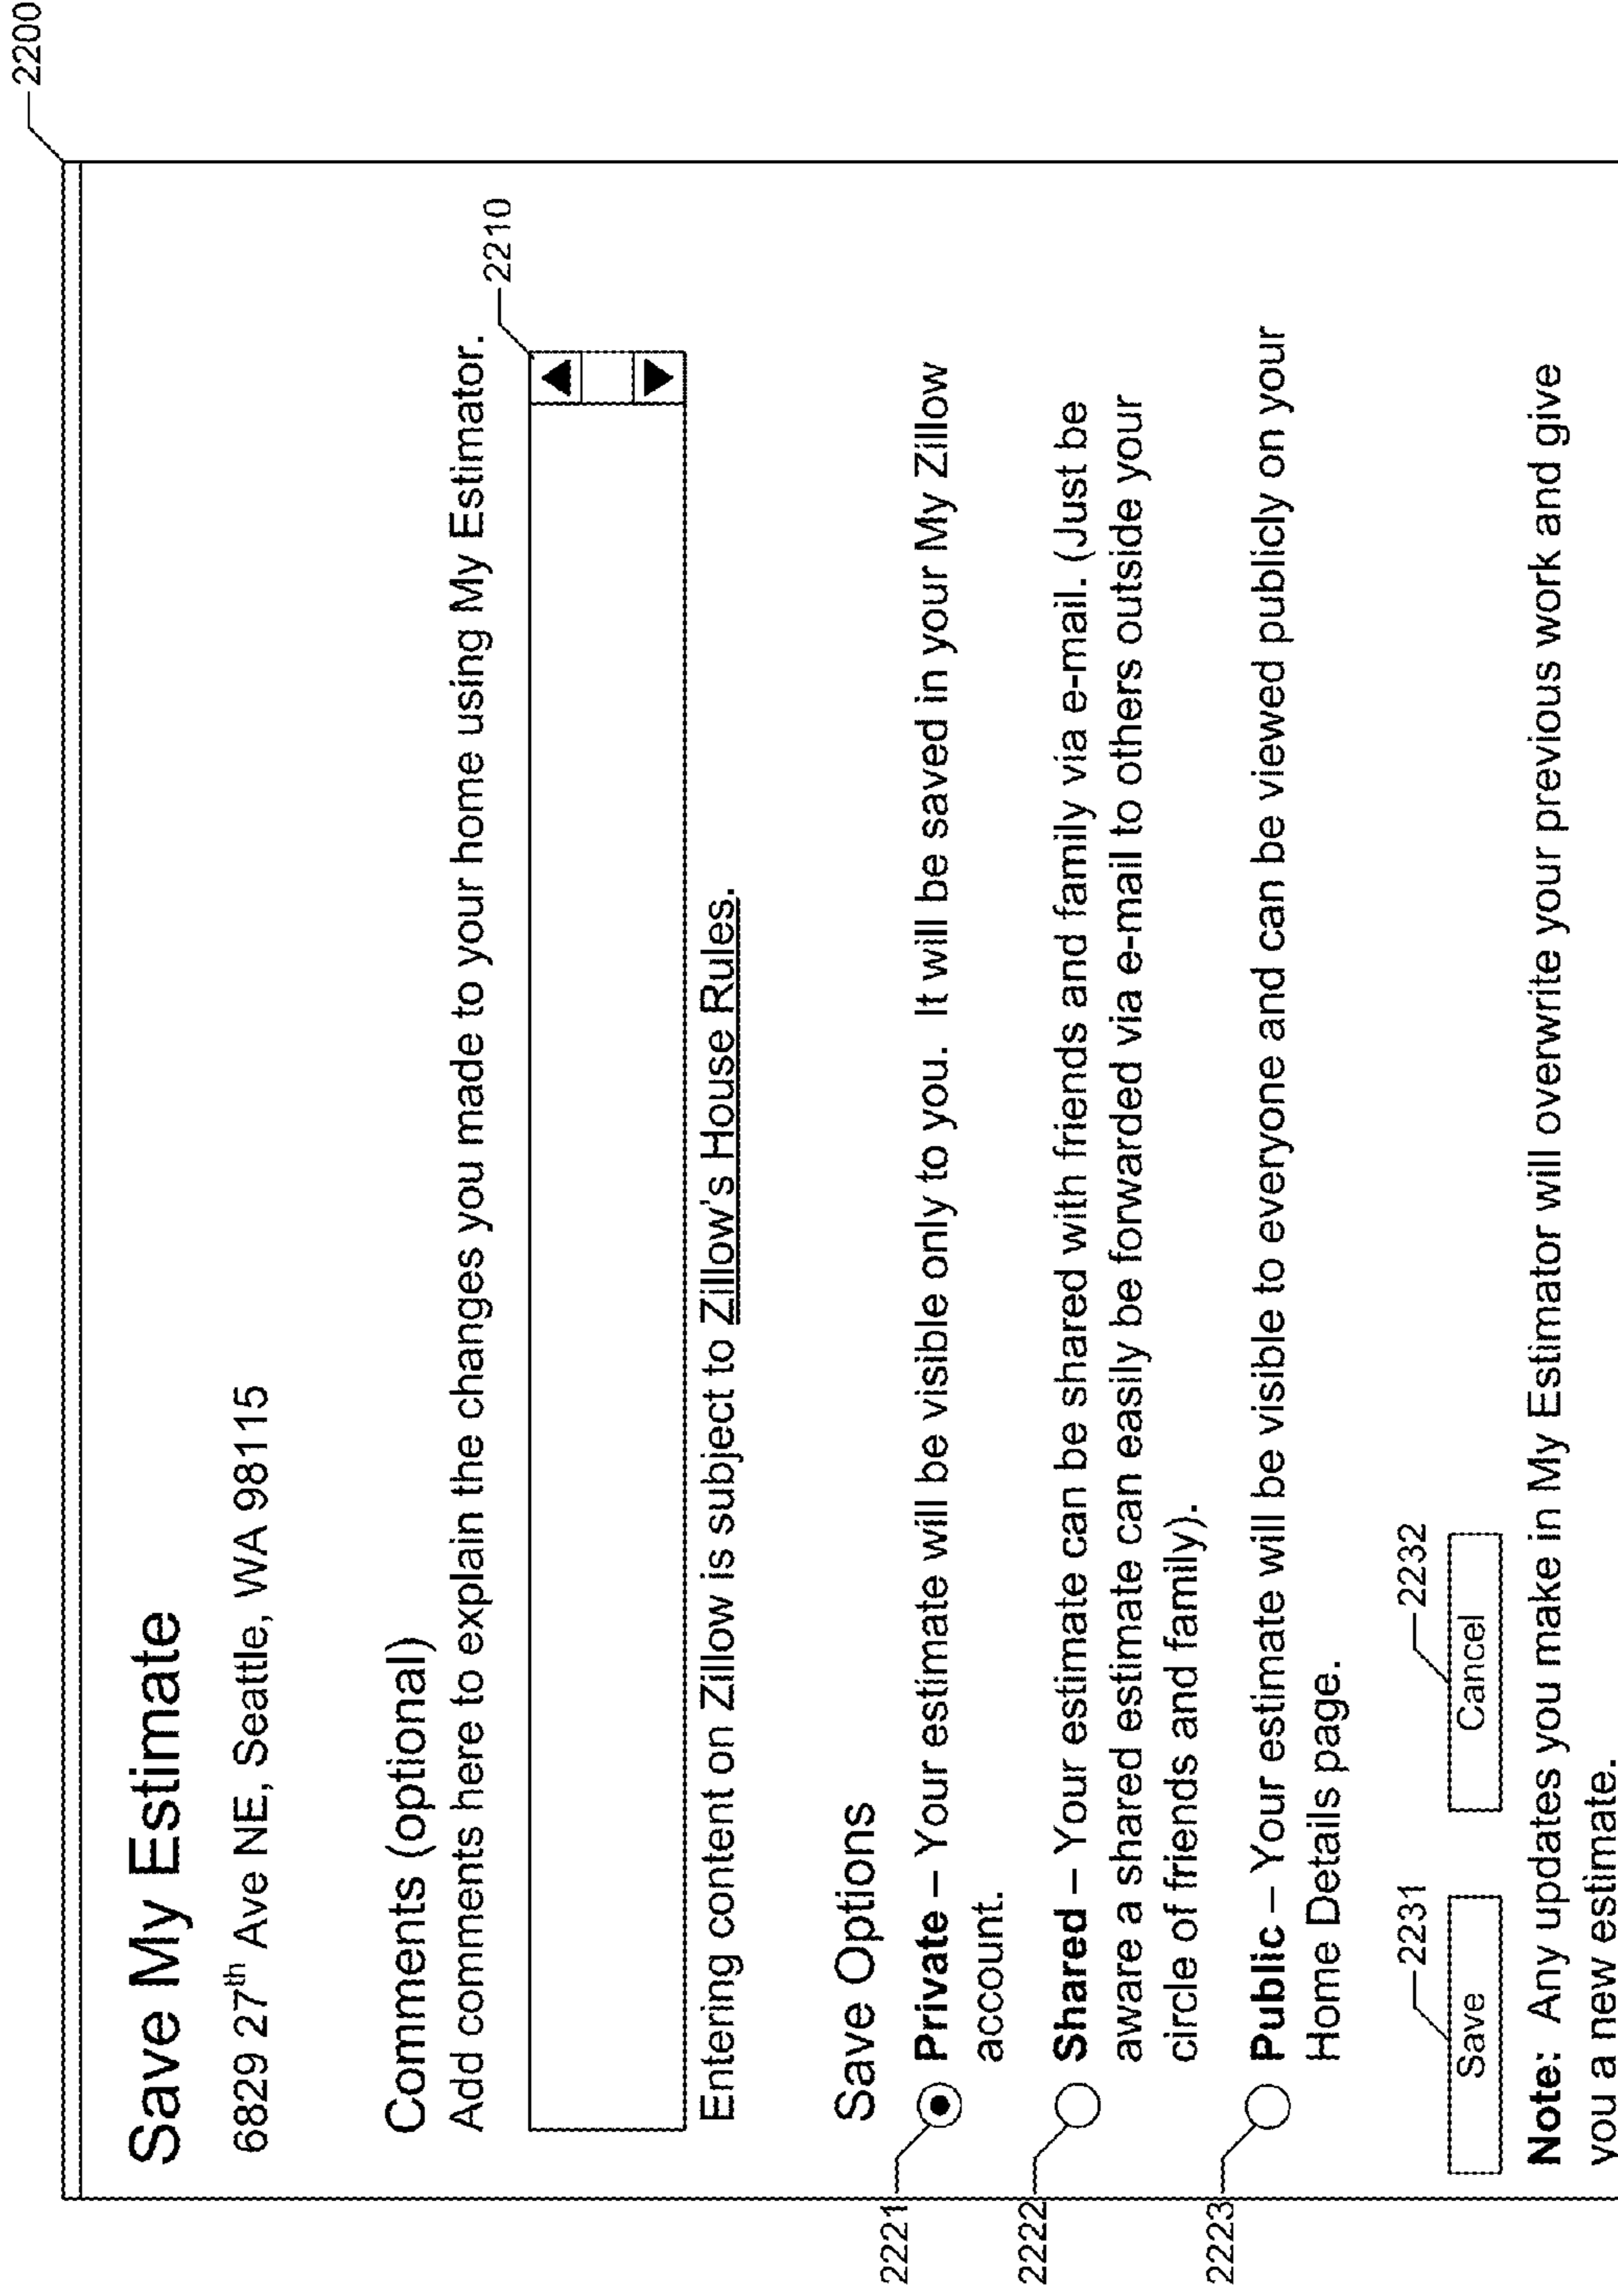 2200
Save My Estimate
6829 27th Ave NE, Seattle, WA 98115
Comments (optional)
Add comments here to explain the changes you made to your home using My Estimator.
2210
Entering content on Zillow is subject to Zillow's House Rules.
Save Options
2221
Private – Your estimate will be visible only to you. It will be saved in your My Zillow
account.
2222
Shared – Your estimate can be shared with friends and family via e-mail. (Just be
aware a shared estimate can easily be forwarded via e-mail to others outside your
circle of friends and family).
2223
Public – Your estimate will be visible to everyone and can be viewed publicly on your
Home Details page.
2231
2232
Save
Cancel
Note: Any updates you make in My Estimator will overwrite your previous work and give
you a new estimate.